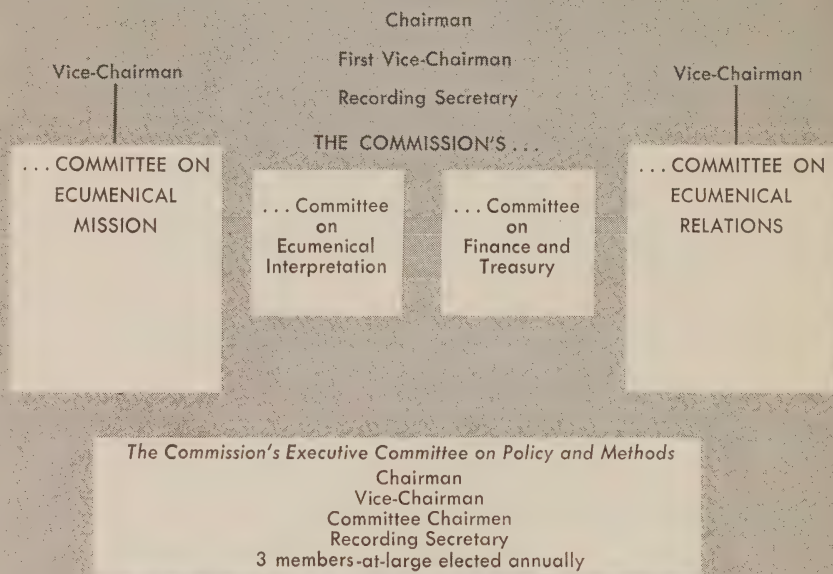 Chairman
First Vice-Chairman
Recording Secretary
THE COMMISSION'S...
Vice-Chairman
...COMMITTEE ON
ECUMENICAL
MISSION
...Committee
on
Ecumenical
Interpretation
...Committee
on
Finance and
Treasury
Vice-Chairman
...COMMITTEE ON
ECUMENICAL
RELATIONS
The Commission's Executive Committee on Policy and Methods
Chairman
Vice-Chairman
Committee Chairmen
Recording Secretary
3 members-at-large elected annually